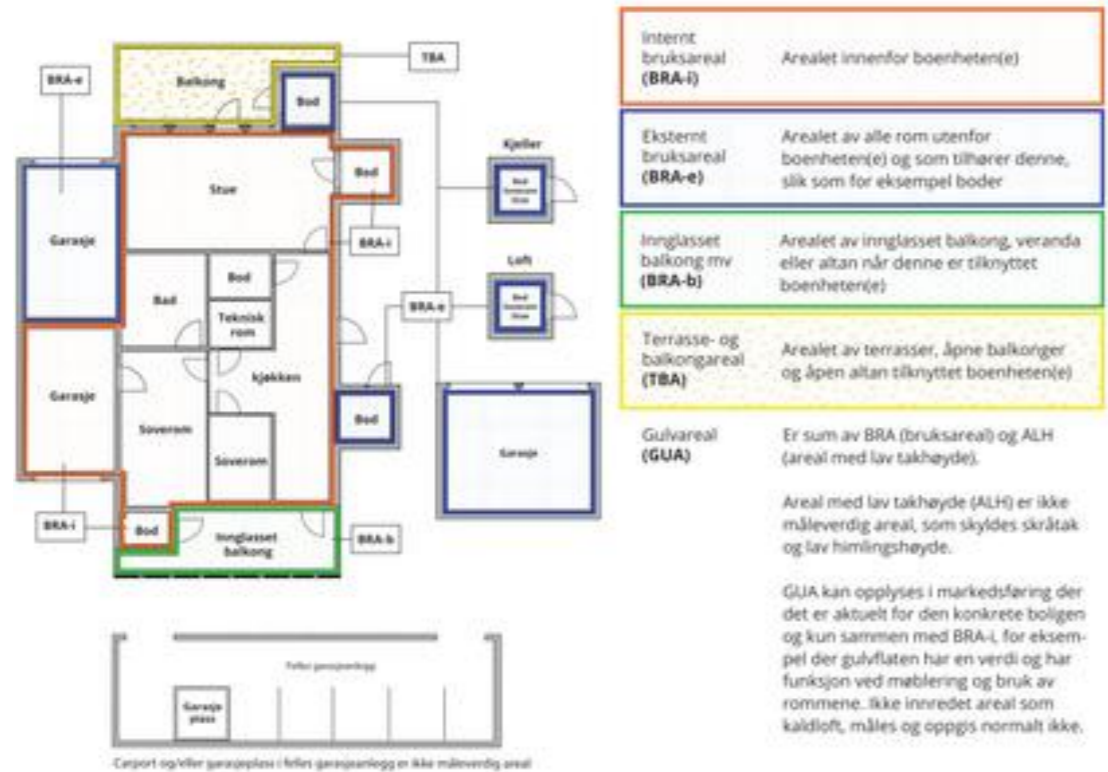 TBA
BRA-e
Balkong
Bod
Kjeller
Stue
Bod
Bod
Garasje
BRA-i
Loft
Bod
Bad
Bod
BRA-e
Teknisk
rom
kjøkken
Garasje
Soverom
Bod
Garasje
Soverom
BRA-i
Bod
Innglasset
balkong
BRA-b
Felles garasjeanlegg
Garasje
plass
Carport og/eller garasjeplass i felles garasjeanlegg er ikke måleverdig areal
Internt
bruksareal
(BRA-i)
Arealet innenfor boenheten(e)
Eksternt
bruksareal
(BRA-e)
Arealet av alle rom utenfor
boenheten(e) og som tilhører denne,
slik som for eksempel boder
Innglasset
balkong mv
(BRA-b)
Arealet av innglasset balkong, veranda
eller altan når denne er tilknyttet
boenheten(e)
Terrasse- og
balkongareal
(TBA)
Arealet av terrasser, åpne balkonger
og åpen altan tilknyttet boenheten(e)
Gulvareal
(GUA)
Er sum av BRA (bruksareal) og ALH
(areal med lav takhøyde).
Areal med lav takhøyde (ALH) er ikke
måleverdig areal, som skyldes skråtak
og lav himlingshøyde.
GUA kan opplyses i markedsføring der
det er aktuelt for den konkrete boligen
og kun sammen med BRA-i, for eksem-
pel der gulvflaten har en verdi og har
funksjon ved møblering og bruk av
rommene. Ikke innredet areal som
kaldloft, måles og oppgis normalt ikke.